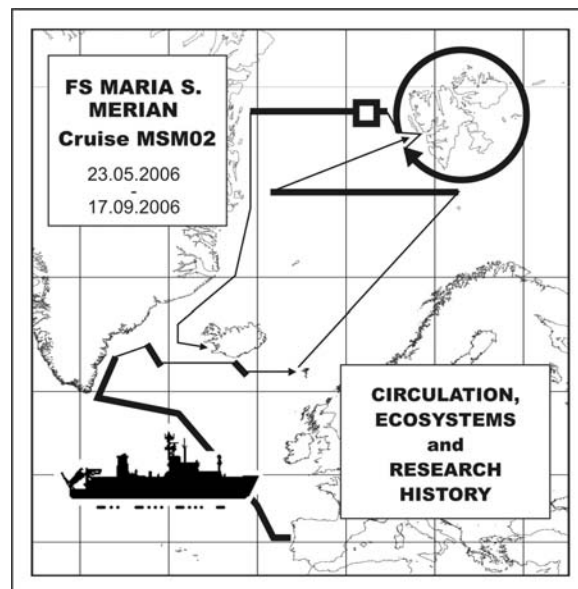 FS MARIA S.
MERIAN
Cruise MSM02
23.05.2006
-
17.09.2006
CIRCULATION,
ECOSYSTEMS
and
RESEARCH
HISTORY